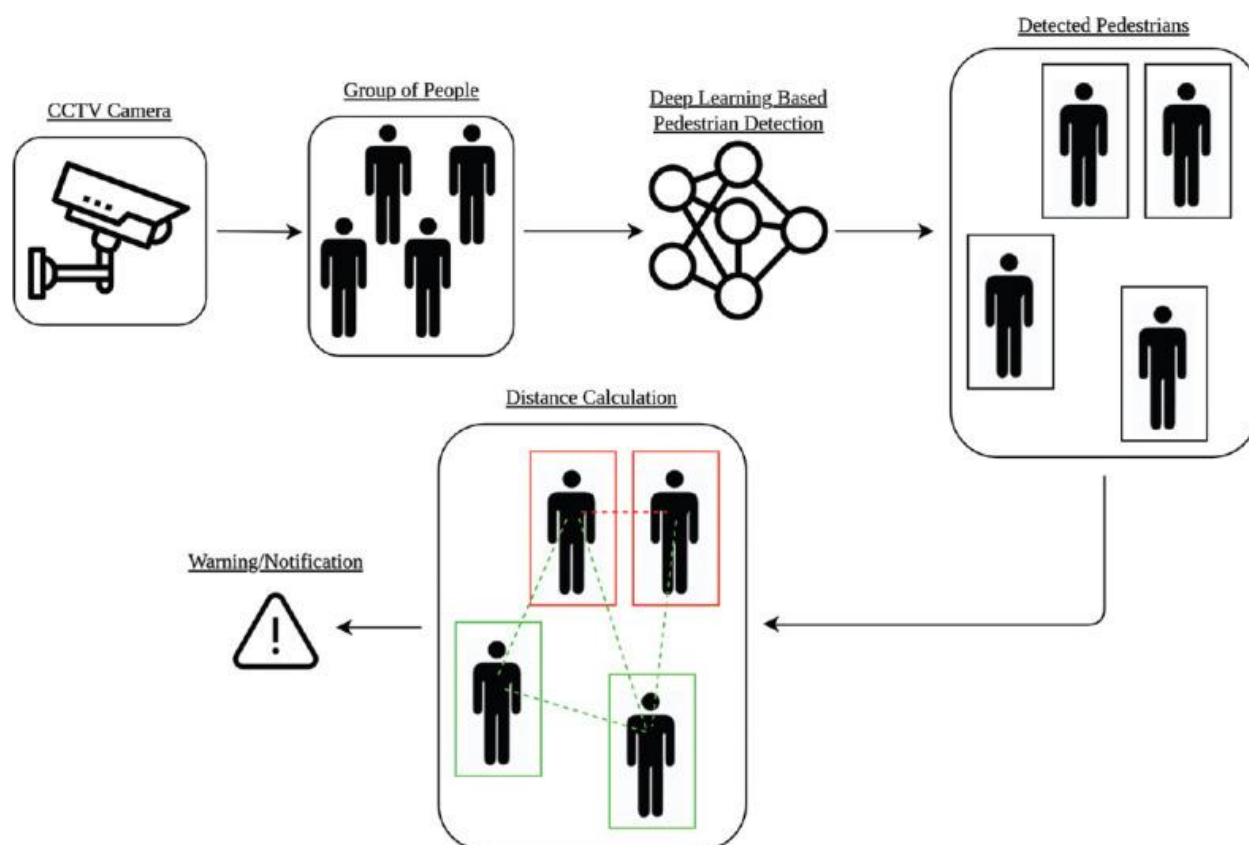 CCTV Camera
Group of People
Deep Learning Based
Pedestrian Detection
Detected Pedestrians
Distance Calculation
Warning/Notification